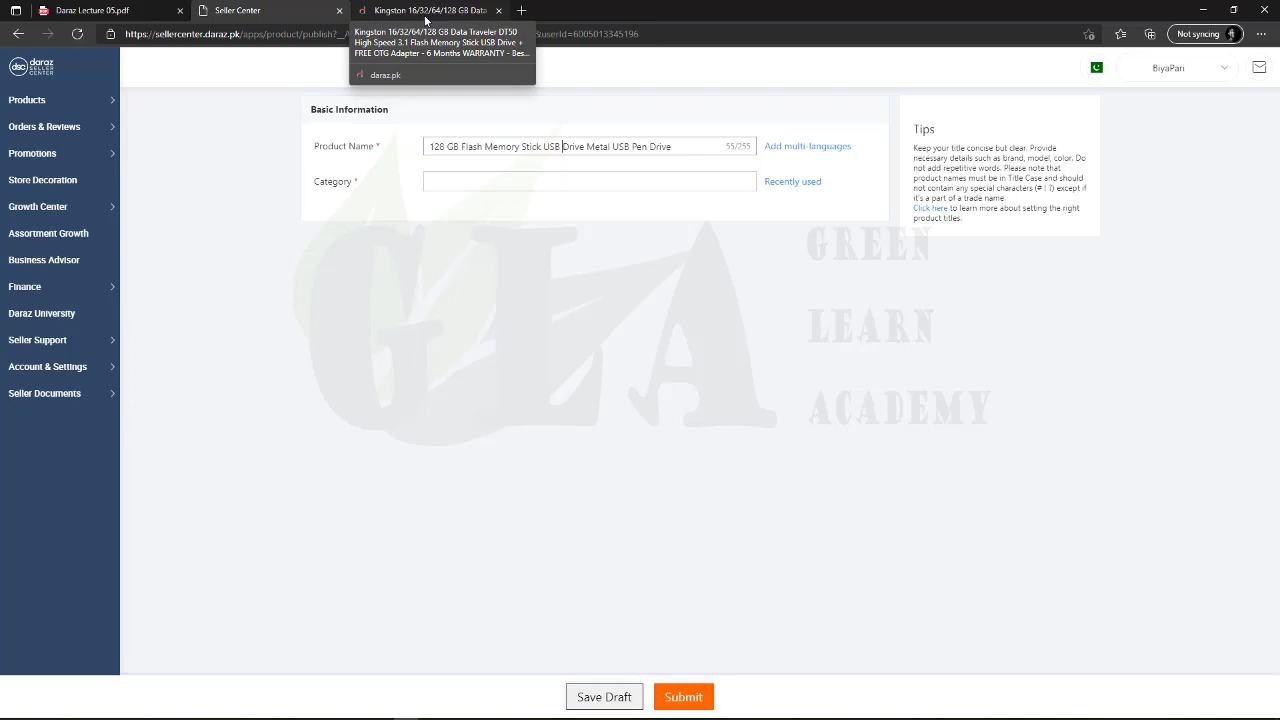 Daraz Lecture 05.pdf
Seller Center
Kingston 16/32/64/128 GB Data
https://sellercenter.daraz.pk/apps/product/publish?_
&userId=6005013345196
Not syncing
Kingston 16/32/64/128 GB Data Traveler DT50
High Speed 3.1 Flash Memory Stick USB Drive +
FREE OTG Adapter - 6 Months WARRANTY - Bes...
daraz.pk
dsc daraz
SELLER
CENTER
BiyaPari
Products
Orders & Reviews
Promotions
Store Decoration
Growth Center
Assortment Growth
Business Advisor
Finance
Daraz University
Seller Support
Account & Settings
Seller Documents
Basic Information
Product Name *
128 GB Flash Memory Stick USB Drive Metal USB Pen Drive
55/255
Add multi-languages
Category *
Recently used
Tips
Keep your title concise but clear. Provide
necessary details such as brand, model, color. Do
not add repetitive words. Please note that
product names must be in Title Case and should
not contain any special characters (# | ?) except if
it's a part of a trade name.
Click here to learn more about setting the right
product titles.
GLA
GREEN
LEARN
ACADEMY
Save Draft
Submit